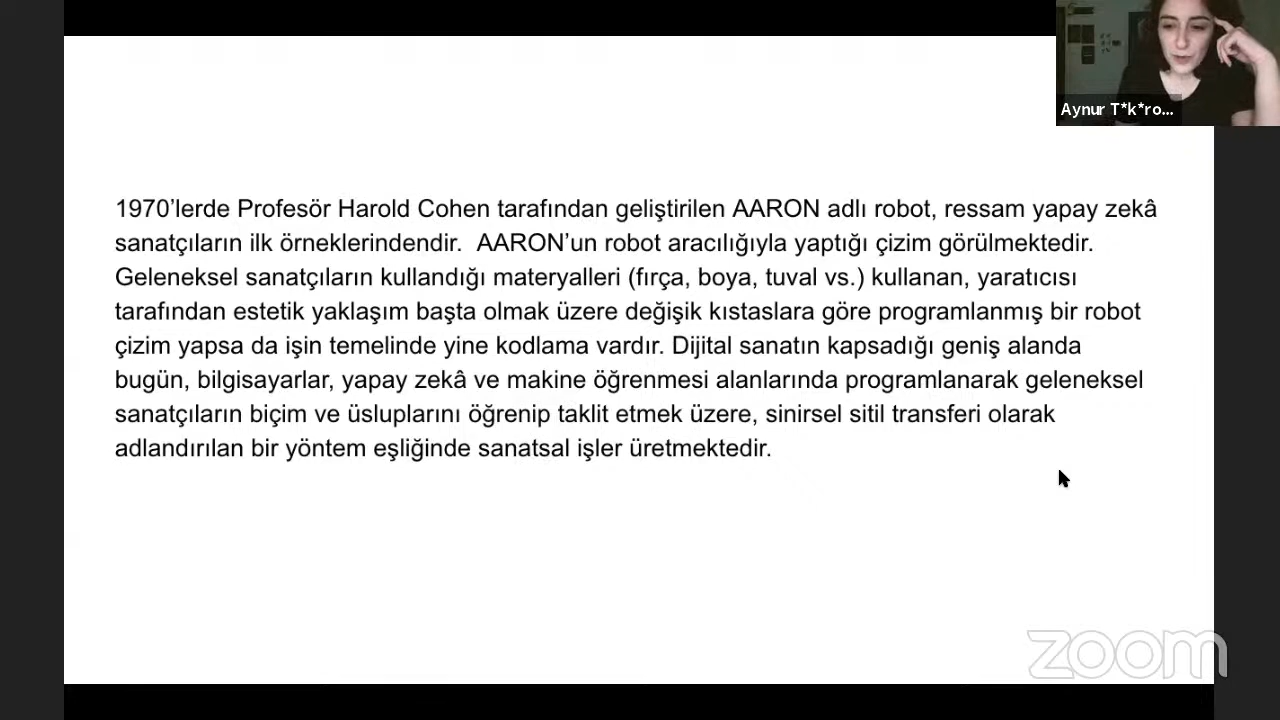 Aynur T*k*ro...
1970’lerde Profesör Harold Cohen tarafından geliştirilen AARON adlı robot, ressam yapay zekâ
sanatçıların ilk örneklerindendir.  AARON’un robot aracılığıyla yaptığı çizim görülmektedir.
Geleneksel sanatçıların kullandığı materyalleri (fırça, boya, tuval vs.) kullanan, yaratıcısı
tarafından estetik yaklaşım başta olmak üzere değişik kıstaslara göre programlanmış bir robot
çizim yapsa da işin temelinde yine kodlama vardır. Dijital sanatın kapsadığı geniş alanda
bugün, bilgisayarlar, yapay zekâ ve makine öğrenmesi alanlarında programlanarak geleneksel
sanatçıların biçim ve üsluplarını öğrenip taklit etmek üzere, sinirsel sitil transferi olarak
adlandırılan bir yöntem eşliğinde sanatsal işler üretmektedir.
zoom